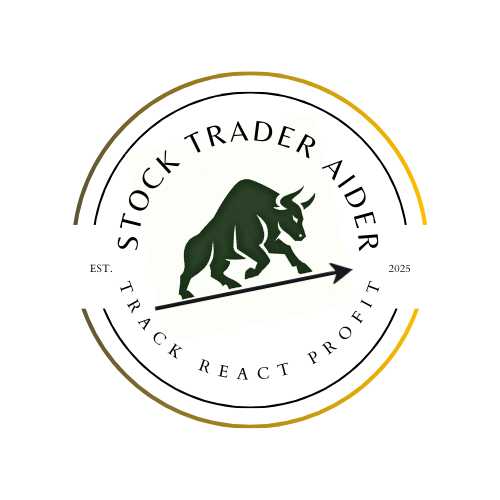 STOCK TRADER AIDER
EST.
2025
TRACK REACT PROFIT